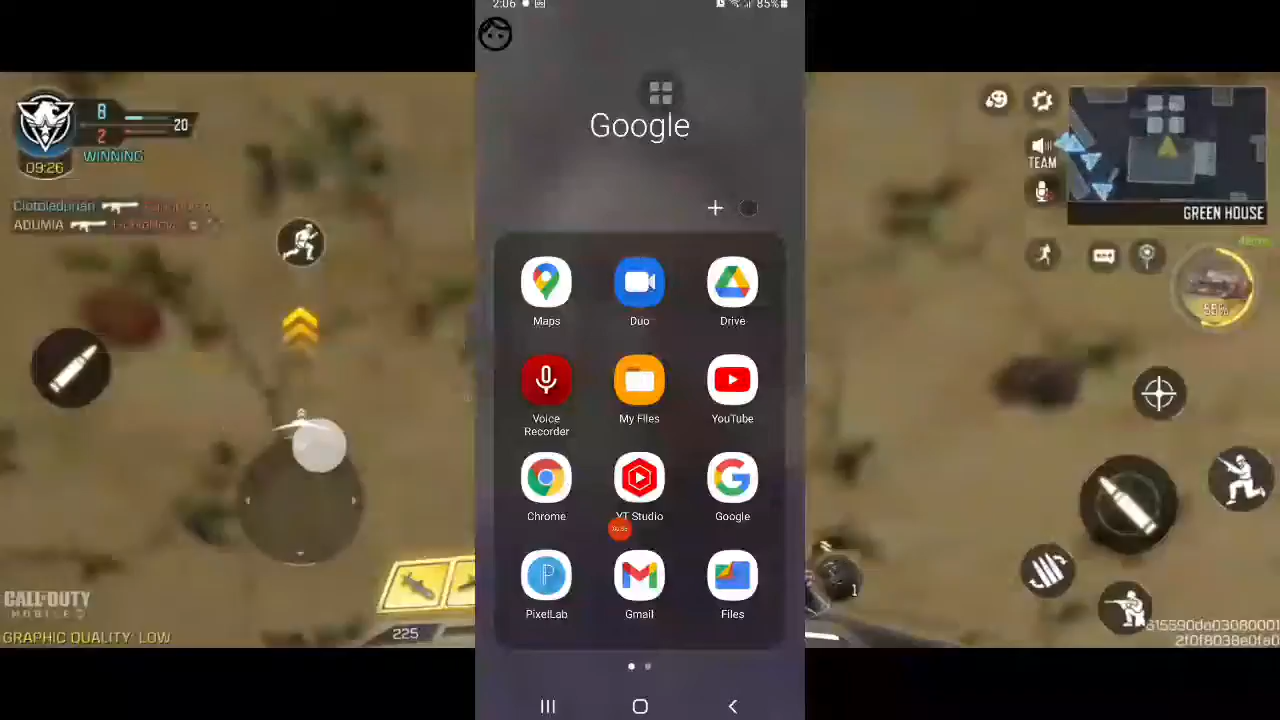 2:06
85%
Google
+
Maps
Duo
Drive
Voice
Recorder
My Files
YouTube
Chrome
YT Studio
Google
PixelLab
Gmail
Files
8
20
2
WINNING
09:26
Clotoledurian
ADUMIA
CALL OF DUTY
MOBILE
GRAPHIC QUALITY: LOW
225
TEAM
GREEN HOUSE
1